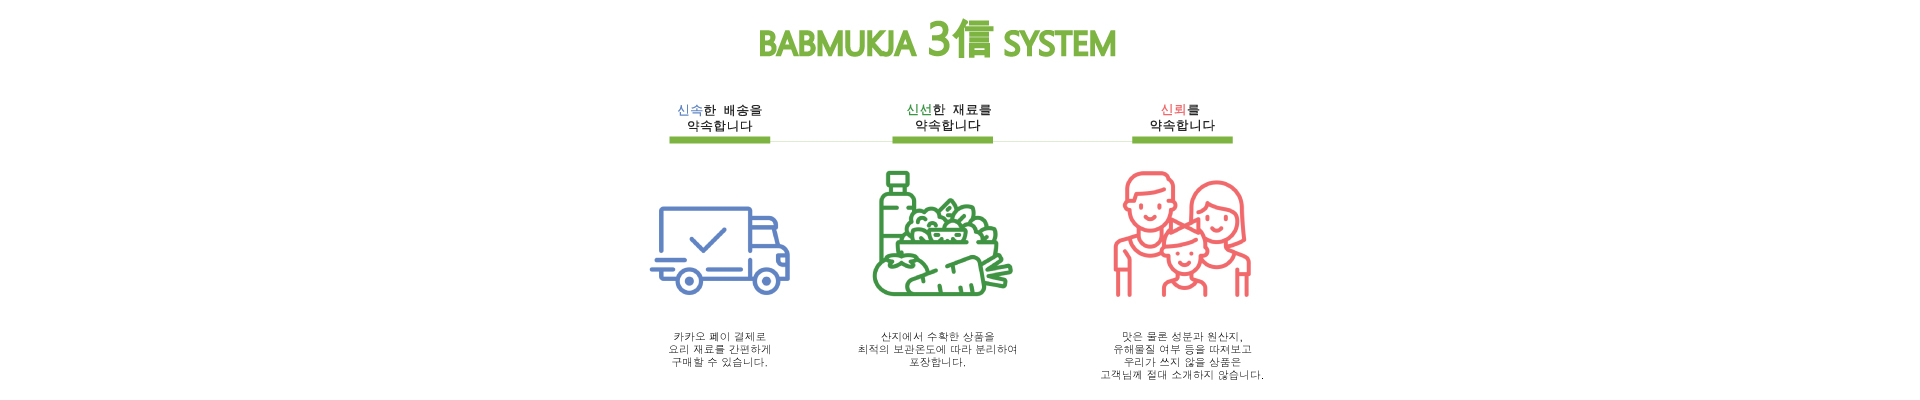 BABMUKJA 3信 SYSTEM
신속한 배송을
약속합니다
신선한 재료를
약속합니다
신뢰를
약속합니다
카카오 페이 결제로
요리 재료를 간편하게
구매할 수 있습니다.
산지에서 수확한 상품을
최적의 보관온도에 따라 분리하여
포장합니다.
맛은 물론 성분과 원산지,
유해물질 여부 등을 따져보고
우리가 쓰지 않을 상품은
고객님께 절대 소개하지 않습니다.